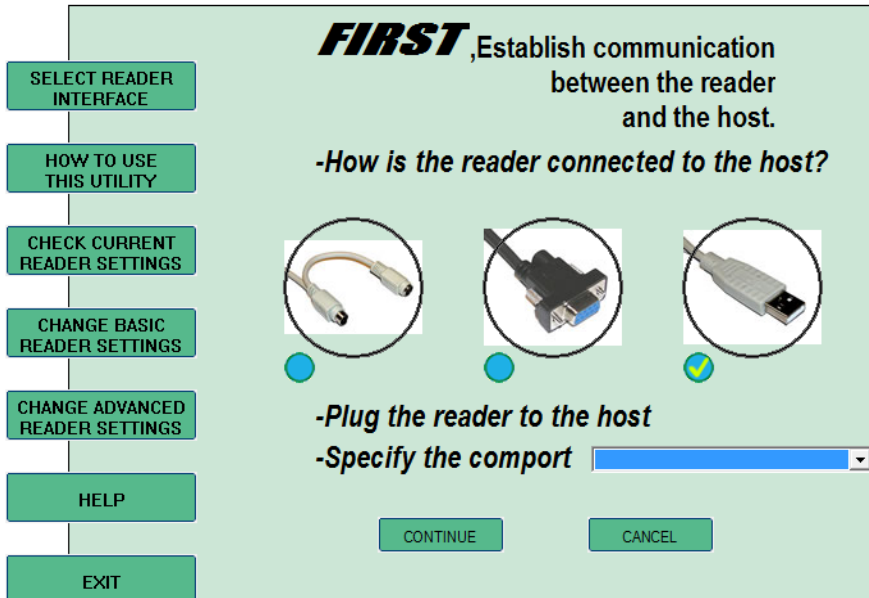 FIRST ,Establish communication
between the reader
and the host.
SELECT READER
INTERFACE
-How is the reader connected to the host?
HOW TO USE
THIS UTILITY
CHECK CURRENT
READER SETTINGS
CHANGE BASIC
READER SETTINGS
CHANGE ADVANCED
READER SETTINGS
-Plug the reader to the host
-Specify the comport
HELP
CONTINUE
CANCEL
EXIT